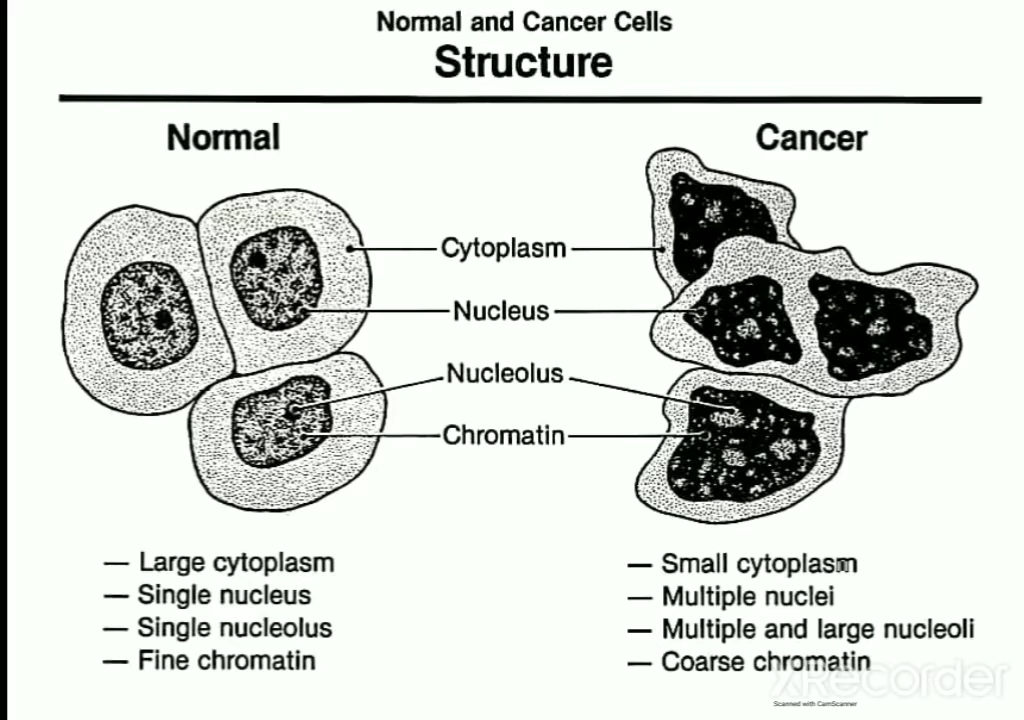 Normal and Cancer Cells
Structure
Normal
Cancer
Cytoplasm
Nucleus
Nucleolus
Chromatin
— Large cytoplasm
— Single nucleus
— Single nucleolus
— Fine chromatin
— Small cytoplasm
— Multiple nuclei
— Multiple and large nucleoli
— Coarse chromatin
XRecorder
Scanned with CamScanner